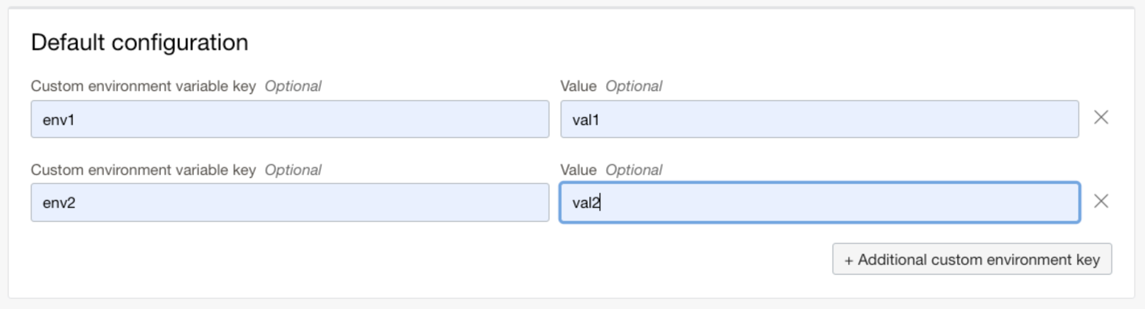 Default configuration
Custom environment variable key Optional Value Optional
env1 val1
Custom environment variable key Optional Value Optional
env2 val2
+ Additional custom environment key